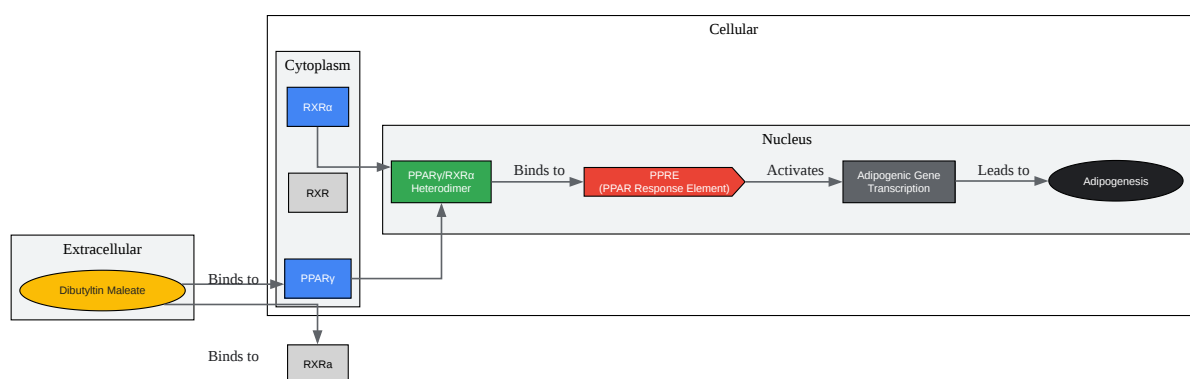 Cellular
Cytoplasm
RXRα
Nucleus
PPARγ/RXRα
Heterodimer
Binds to
PPRE
(PPAR Response Element)
Activates
Adipogenic Gene
Transcription
Leads to
Adipogenesis
RXR
Extracellular
Dibutyltin Maleate
Binds to
PPARγ
Binds to
RXRa